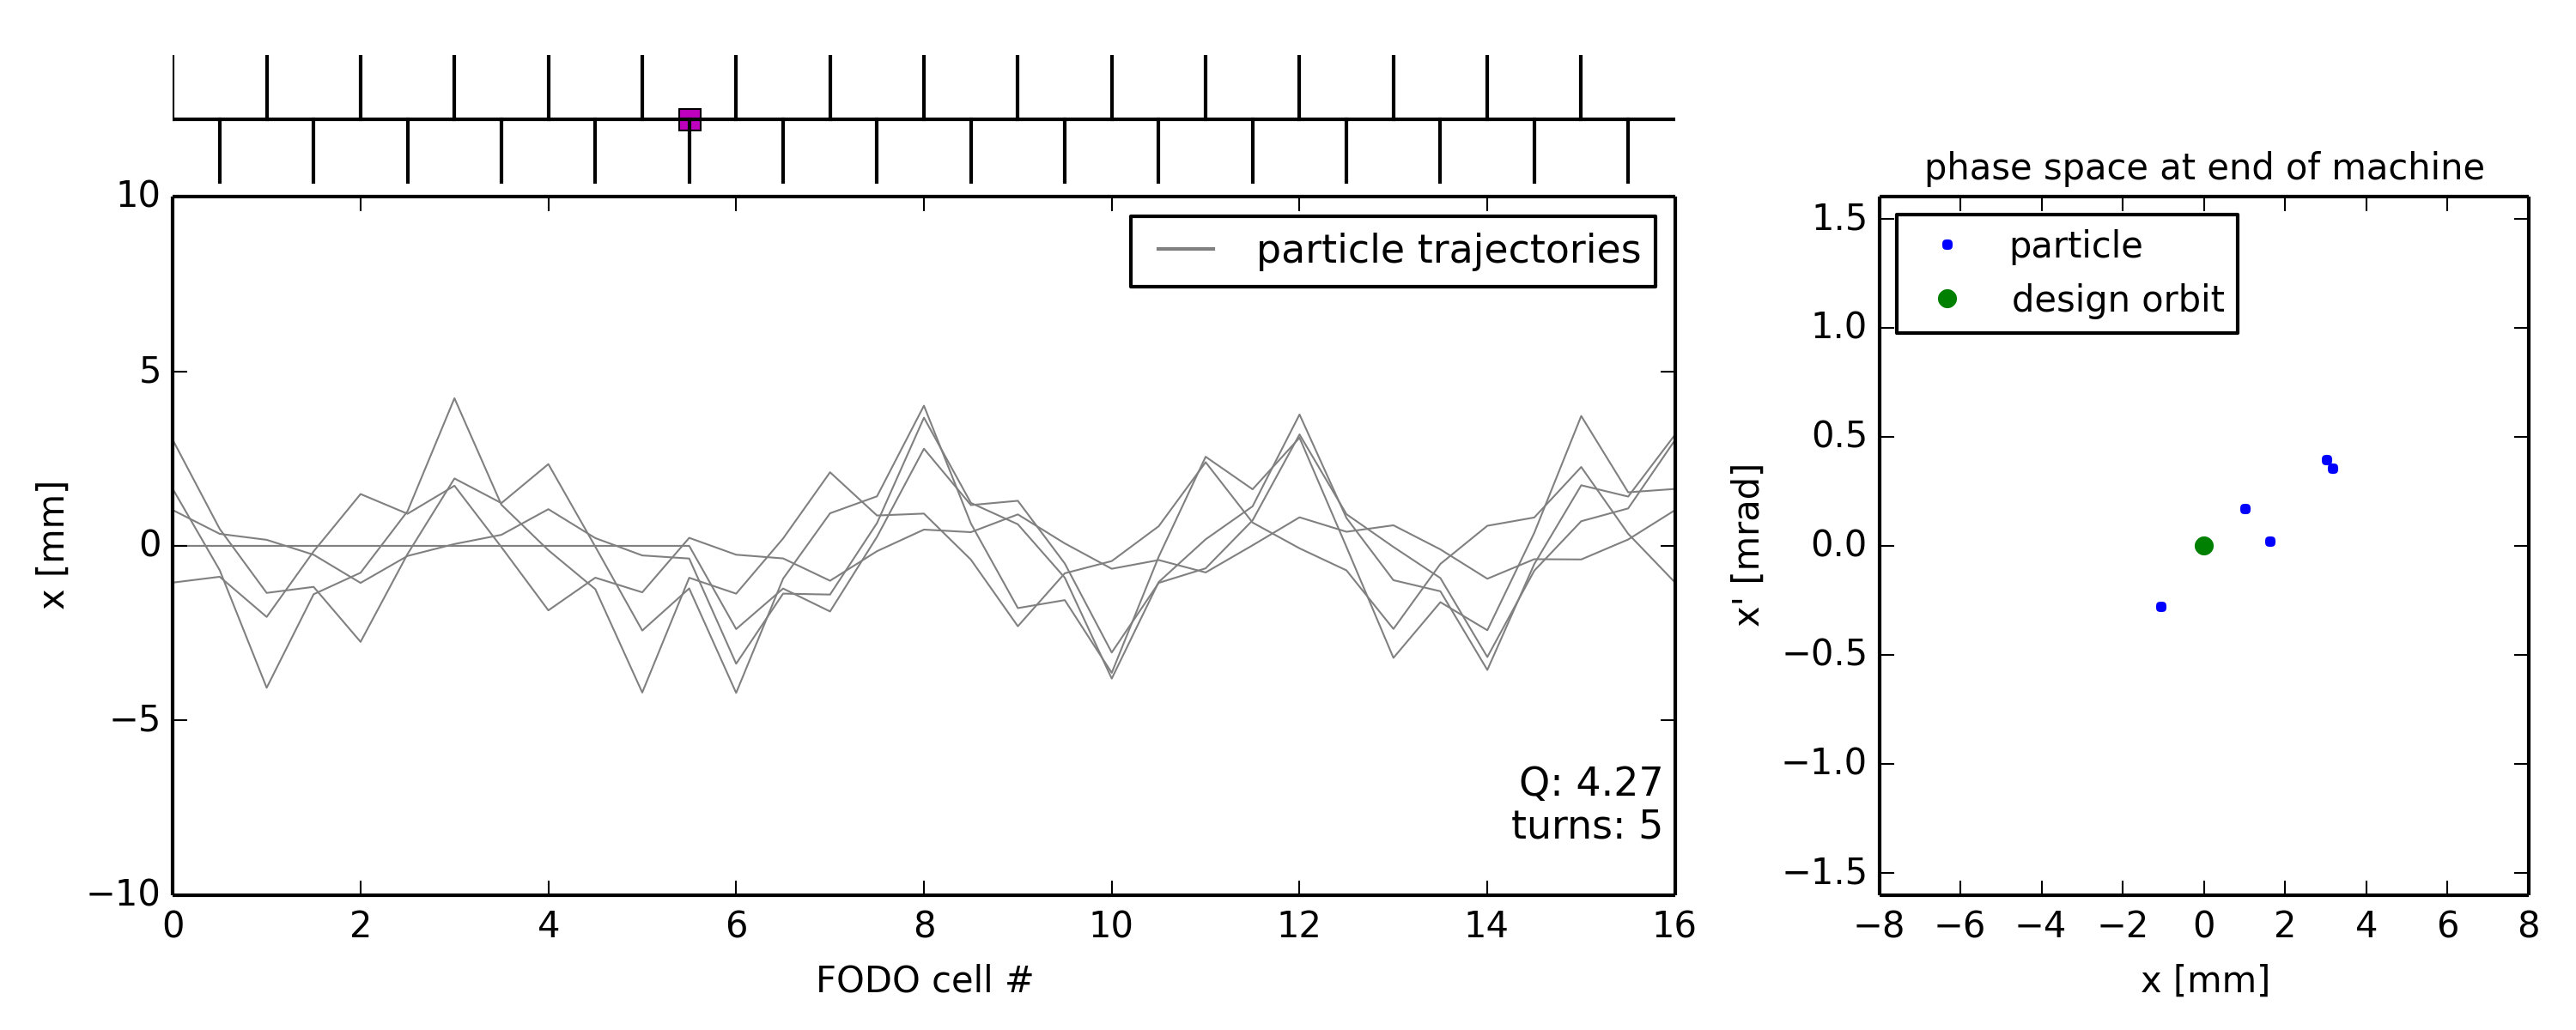 10
5
0
−5
−10
x [mm]
particle trajectories
Q: 4.27
turns: 5
0 2 4 6 8 10 12 14 16
FODO cell #
phase space at end of machine
1.5
1.0
0.5
0.0
−0.5
−1.0
−1.5
x' [mrad]
particle
design orbit
−8 −6 −4 −2 0 2 4 6 8
x [mm]